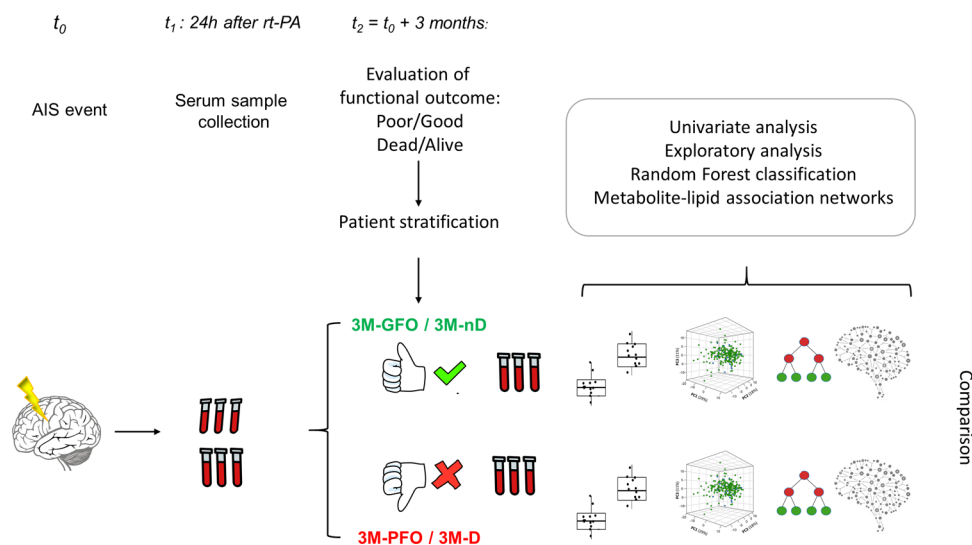 t0
t1 : 24h after rt-PA
t2 = t0 + 3 months:
AIS event
Serum sample
collection
Evaluation of
functional outcome:
Poor/Good
Dead/Alive
Patient stratification
Univariate analysis
Exploratory analysis
Random Forest classification
Metabolite-lipid association networks
3M-GFO / 3M-nD
3M-PFO / 3M-D
Comparison